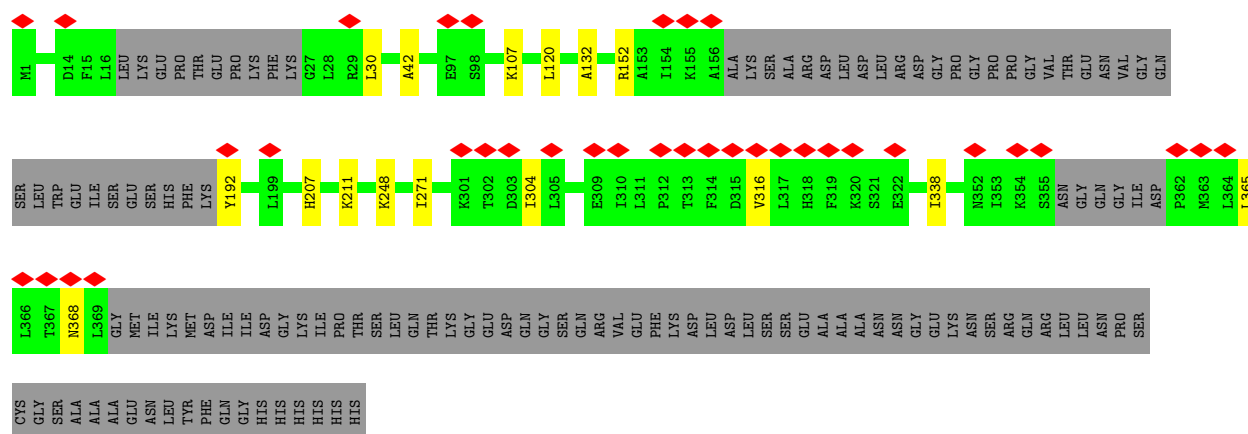 M1 D14 F15 L16 LEU LYS GLU PRO THR GLU PRO LYS PHE LYS G27 L28 R29 L30 A42 E97 S98 K107 L120 A132 R152 A153 I154 K155 A156 ALA LYS SER ALA ARG ASP LEU ASP LEU ARG ASP GLY PRO GLY PRO PRO GLY VAL THR GLU ASN VAL GLY GLN
SER LEU TRP GLU ILE SER GLU SER HIS PHE LYS Y192 L199 H207 K211 K248 I271 K301 T302 D303 I304 L305 E309 I310 L311 P312 T313 F314 D315 V316 L317 H318 F319 K320 S321 E322 I338 N352 I353 K354 S355 ASN GLY GLN GLY ILE ASP P362 M363 L364 L365
L366 T367 N368 L369 GLY MET ILE LYS MET ASP ILE ILE ASP GLY LYS ILE PRO THR SER LEU GLN THR LYS GLY GLU ASP GLN GLY SER GLN ARG VAL GLU PHE LYS ASP LEU ASP LEU SER SER GLU ALA ALA ALA ASN ASN GLY GLU LYS ASN SER ARG GLN ARG LEU LEU ASN PRO SER
CYS GLY SER ALA ALA ALA GLU ASN LEU TYR PHE GLN GLY HIS HIS HIS HIS HIS HIS